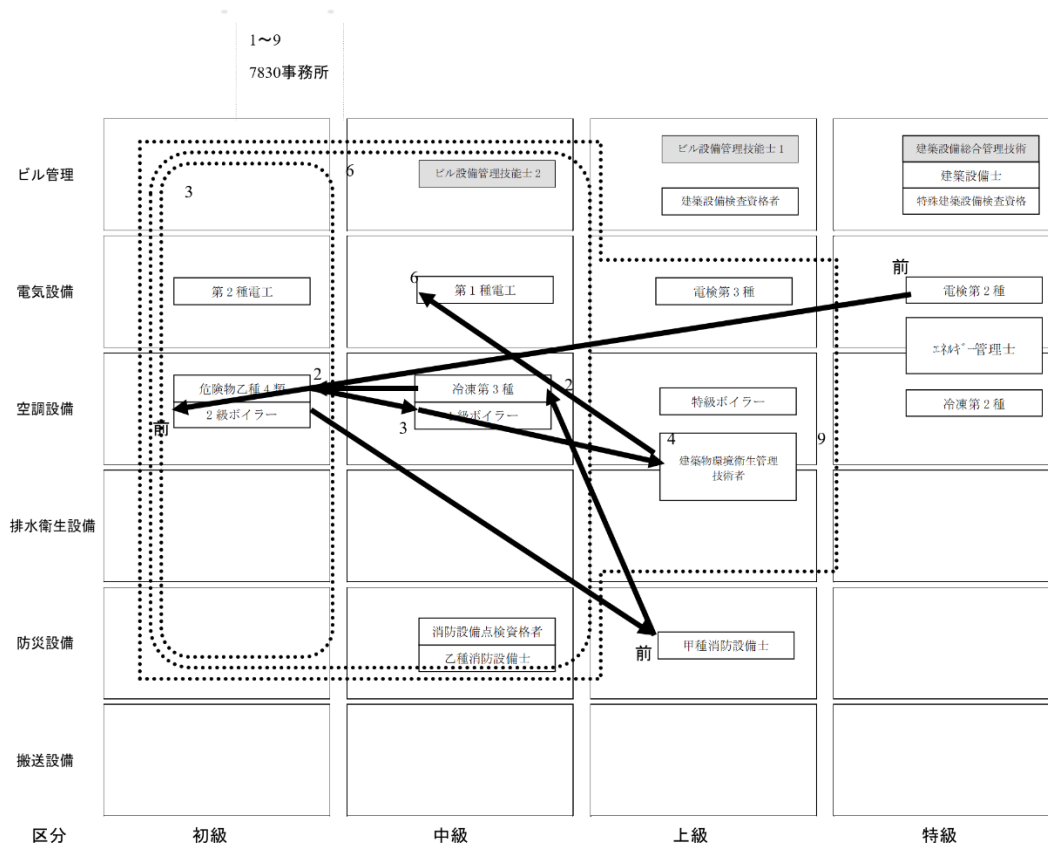 1～9
7830事務所
ビル管理
3
6
ビル設備管理技能士2
ビル設備管理技能士1
建築設備検査資格者
建築設備総合管理技術
建築設備士
特殊建築設備検査資格
電気設備
第2種電工
6
第1種電工
電検第3種
前
電検第2種
ｴﾈﾙｷﾞｰ管理士
空調設備
危険物乙種4類
2
2級ボイラー
前
冷凍第3種
2
級ボイラー
3
特級ボイラー
4
9
建築物環境衛生管理
技術者
冷凍第2種
排水衛生設備
防災設備
消防設備点検資格者
乙種消防設備士
前
甲種消防設備士
搬送設備
区分
初級
中級
上級
特級